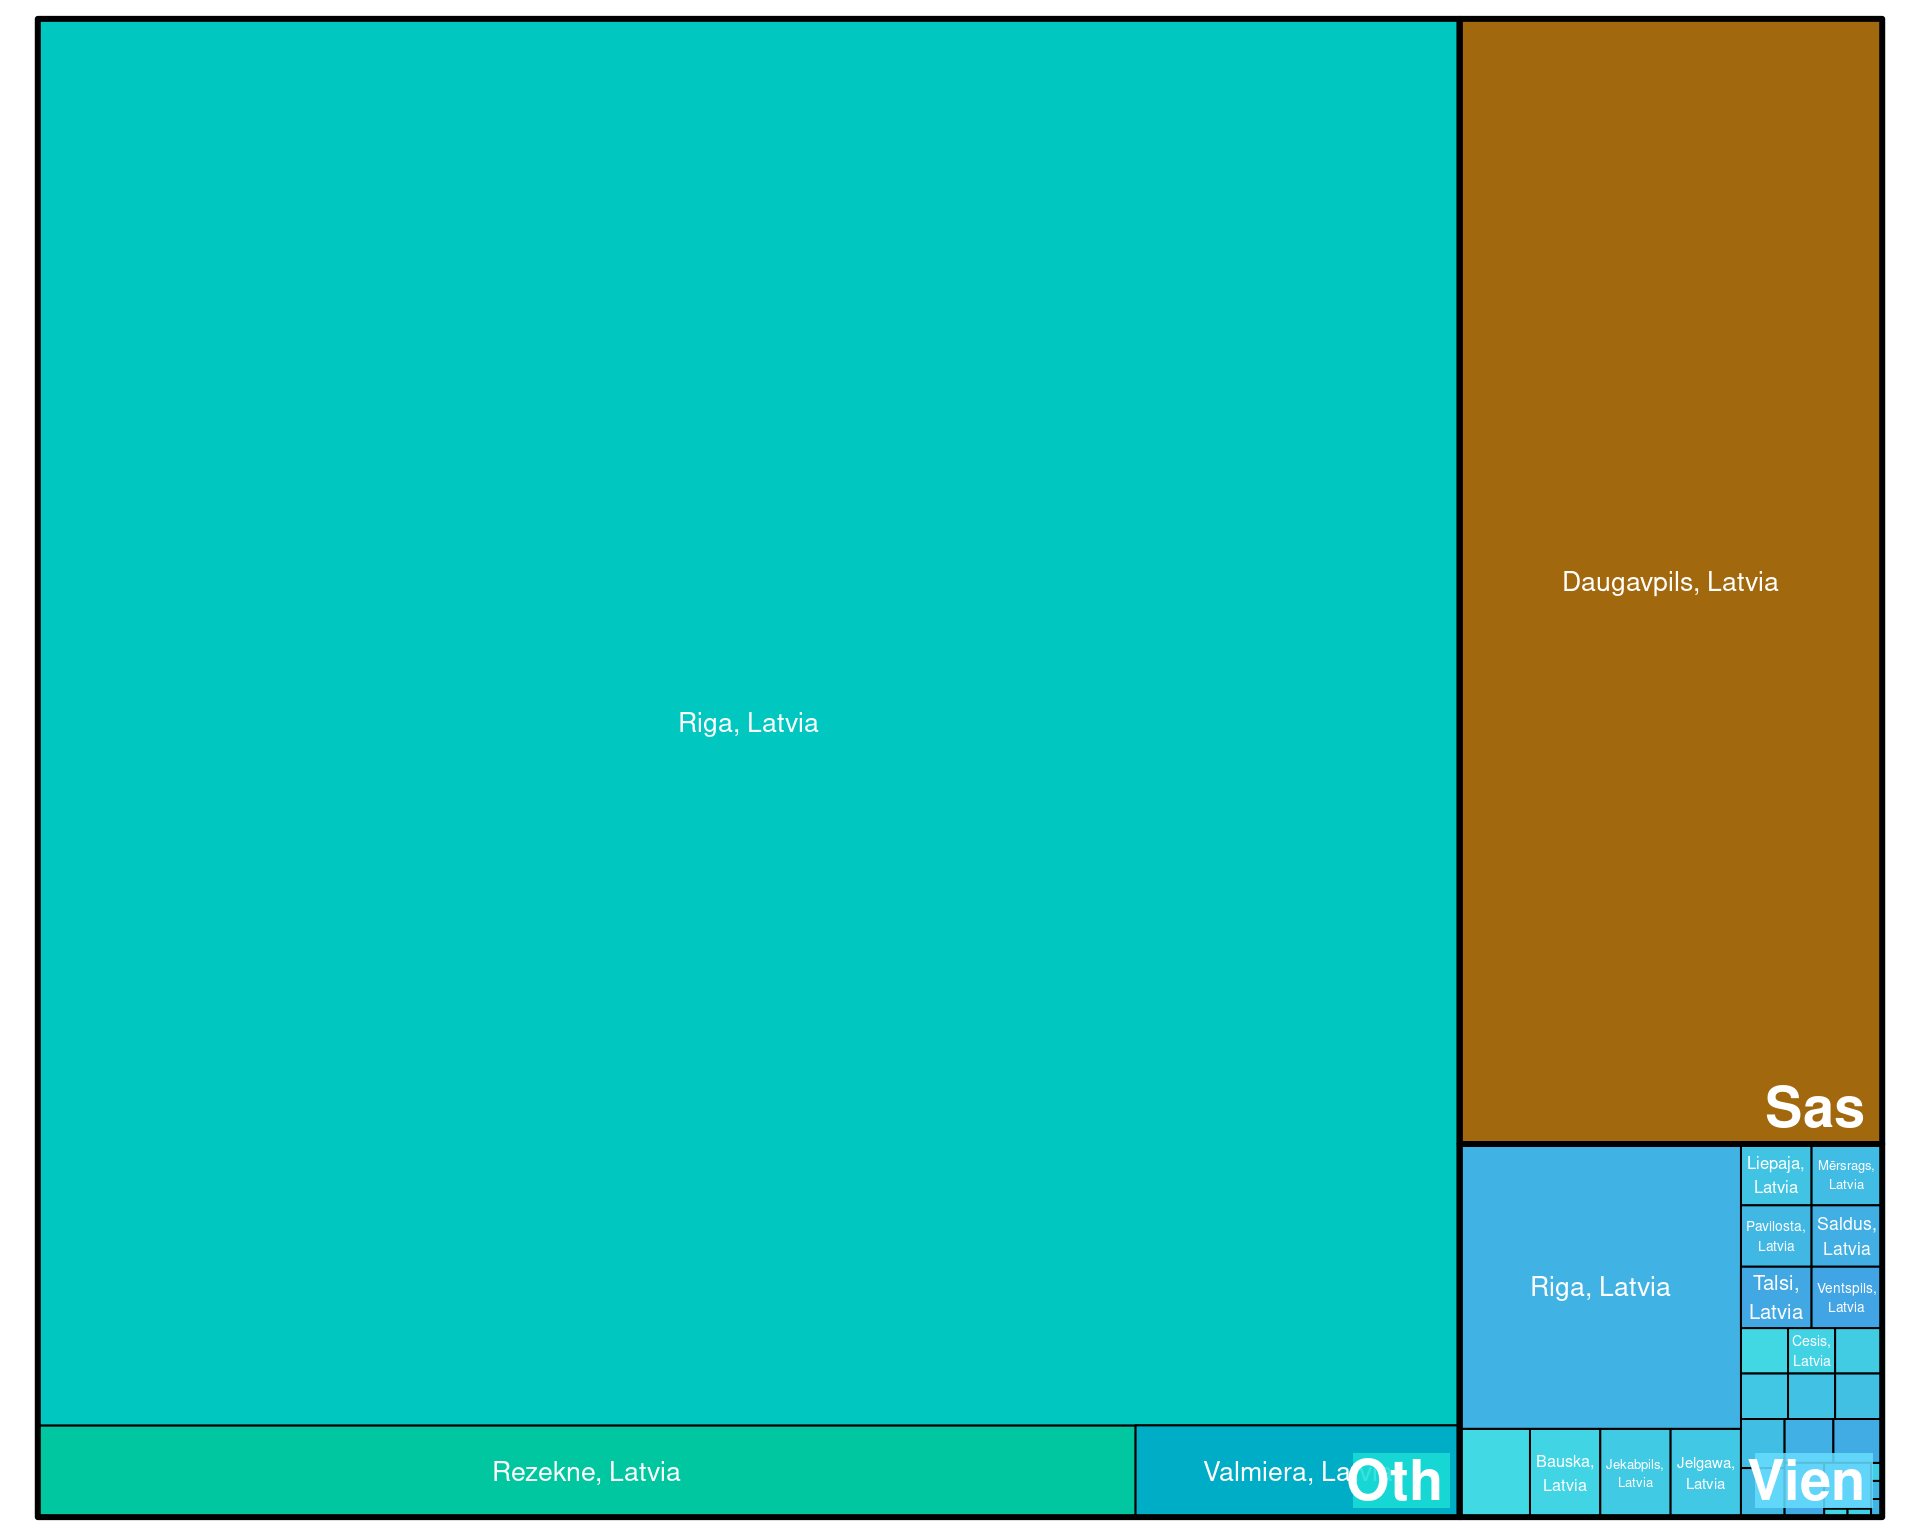 Riga, Latvia
Rezekne, Latvia
Valmiera,
Oth
Daugavpils, Latvia
Sas
Riga, Latvia
Liepaja,
Latvia
Mērsrags,
Latvia
Pavilosta,
Latvia
Saldus,
Latvia
Talsi,
Latvia
Ventspils,
Latvia
Cesis,
Latvia
Bauska,
Latvia
Jekabpils,
Latvia
Jelgawa,
Latvia
Vien